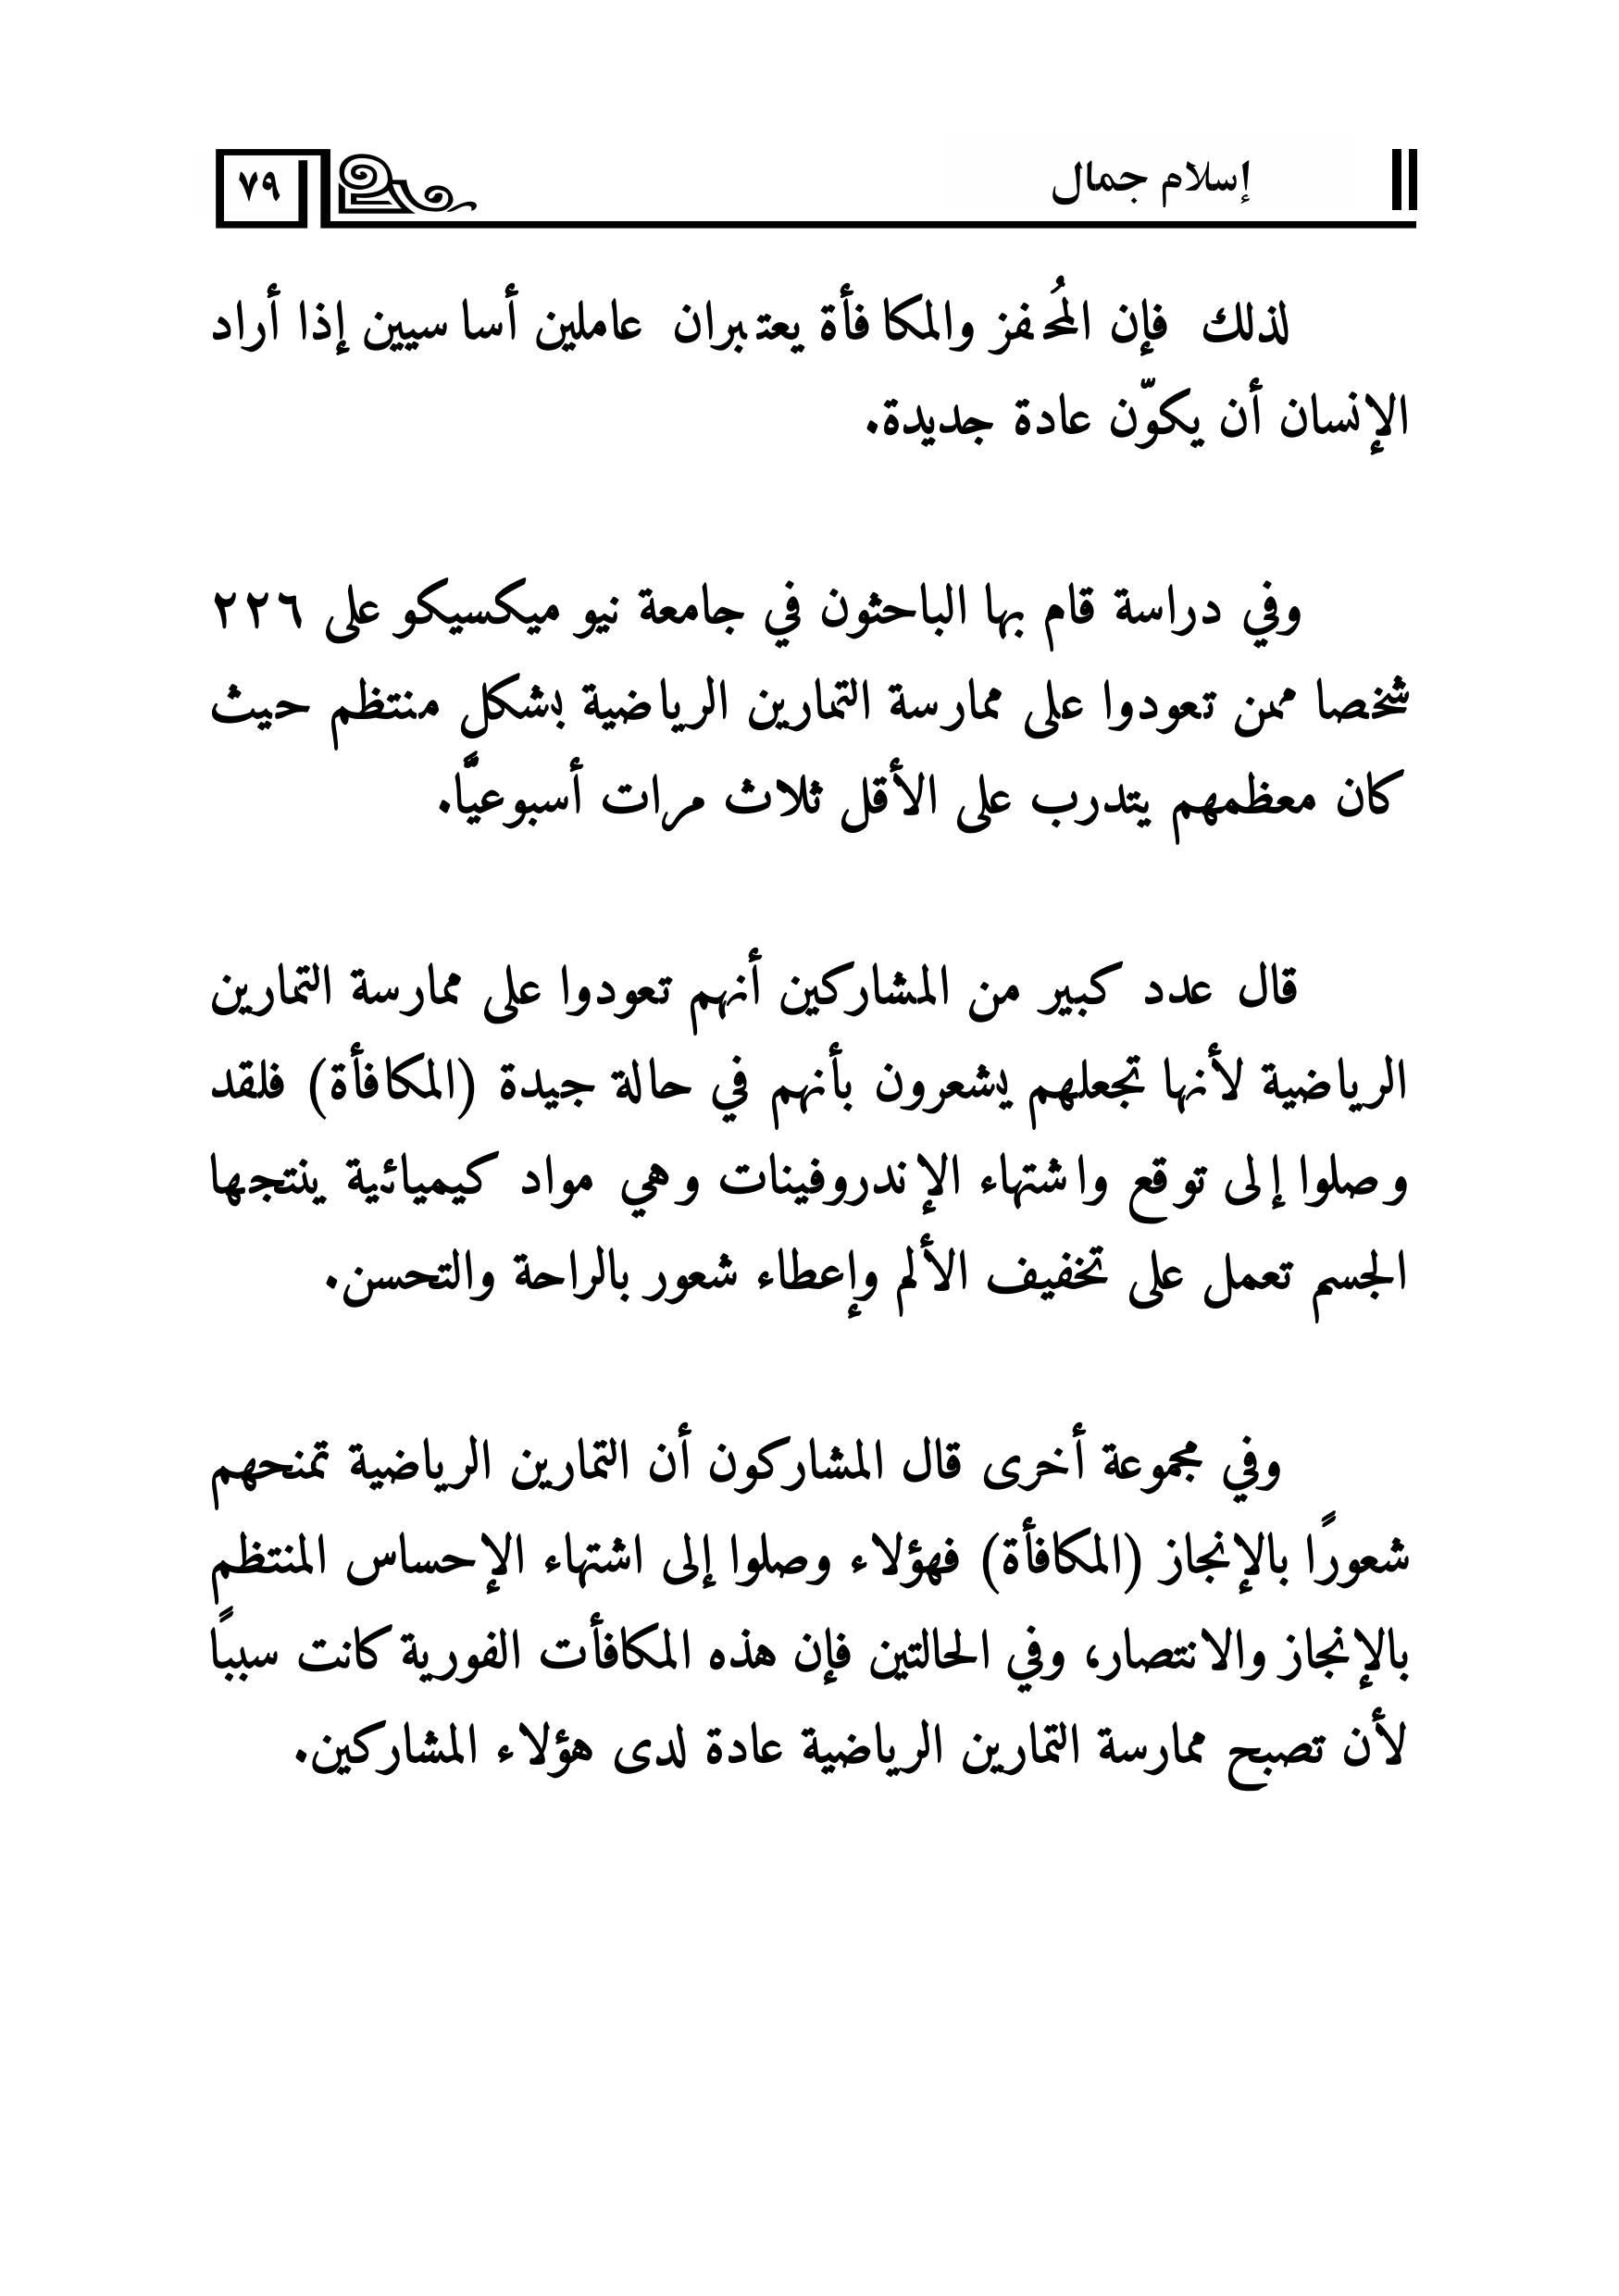 إسلام جمال
٧٩
لذلك فإن المُحفز والمكافأة يعتبران عاملين أساسيين إذا أراد
الإنسان أن يكوّن عادة جديدة.
وفي دراسة قام بها الباحثون في جامعة نيو ميكسيكو على ٢٢٦
شخصا ممن تعودوا على ممارسة التمارين الرياضية بشكل منتظم حيث
كان معظمهم يتدرب على الأقل ثلاث مرات أسبوعيًّا.
قال عدد كبير من المشاركين أنهم تعودوا على ممارسة التمارين
الرياضية لأنها تجعلهم يشعرون بأنهم في حالة جيدة (المكافأة) فلقد
وصلوا إلى توقع واشتهاء الإندروفينات وهي مواد كيميائية ينتجها
الجسم تعمل على تخفيف الألم وإعطاء شعور بالراحة والتحسن.
وفي مجموعة أخرى قال المشاركون أن التمارين الرياضية تمنحهم
شعورًا بالإنجاز (المكافأة) فهؤلاء وصلوا إلى اشتهاء الإحساس المنتظم
بالإنجاز والانتصار، وفي الحالتين فإن هذه المكافأت الفورية كانت سببًا
لأن تصبح ممارسة التمارين الرياضية عادة لدى هؤلاء المشاركين.